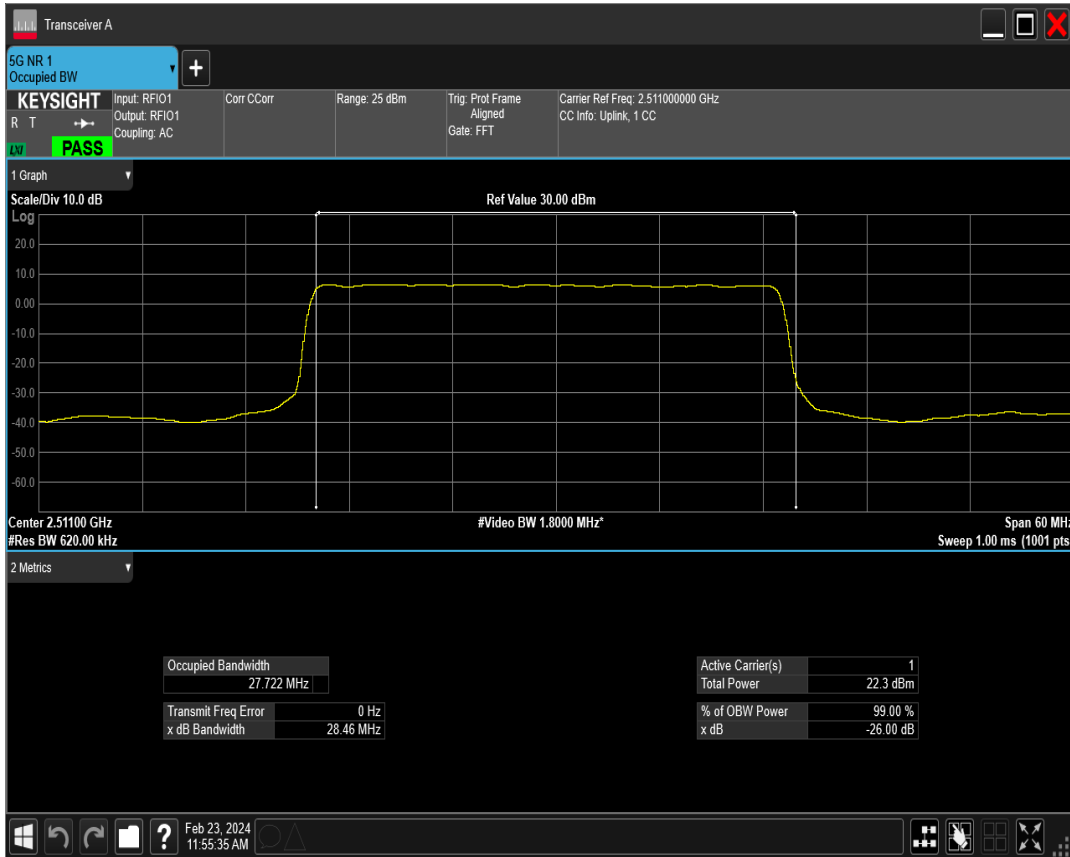 Transceiver A
5G NR 1
Occupied BW
KEYSIGHT
R T
LXI
PASS
Input: RFIO1
Output: RFIO1
Coupling: AC
Corr CCorr
Range: 25 dBm
Trig: Prot Frame
Aligned
Gate: FFT
Carrier Ref Freq: 2.511000000 GHz
CC Info: Uplink, 1 CC
1 Graph
Scale/Div 10.0 dB
Ref Value 30.00 dBm
Log
20.0
10.0
0.00
-10.0
-20.0
-30.0
-40.0
-50.0
-60.0
Center 2.51100 GHz
#Video BW 1.8000 MHz*
Span 60 MHz
#Res BW 620.00 kHz
Sweep 1.00 ms (1001 pts
2 Metrics
Occupied Bandwidth
27.722 MHz
Transmit Freq Error 0 Hz
x dB Bandwidth 28.46 MHz
Active Carrier(s) 1
Total Power 22.3 dBm
% of OBW Power 99.00 %
x dB -26.00 dB
?
Feb 23, 2024
11:55:35 AM